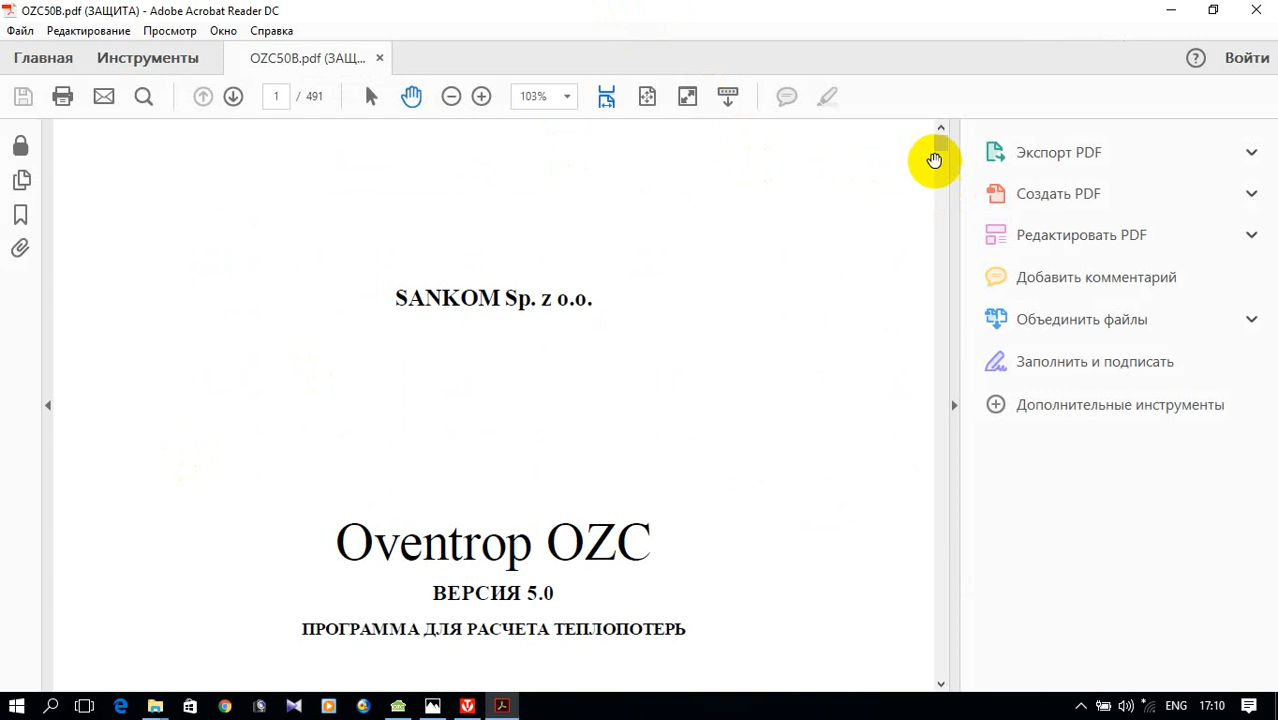 OZC50B.pdf (ЗАЩИТА) - Adobe Acrobat Reader DC
Файл Редактирование Просмотр Окно Справка
Главная Инструменты OZC50B.pdf (ЗАЩ... Войти
1 / 491 103%
Экспорт PDF
Создать PDF
Редактировать PDF
Добавить комментарий
Объединить файлы
Заполнить и подписать
Дополнительные инструменты
SANKOM Sp. z o.o.
Oventrop OZC
ВЕРСИЯ 5.0
ПРОГРАММА ДЛЯ РАСЧЕТА ТЕПЛОПОТЕРЬ
ENG 17:10